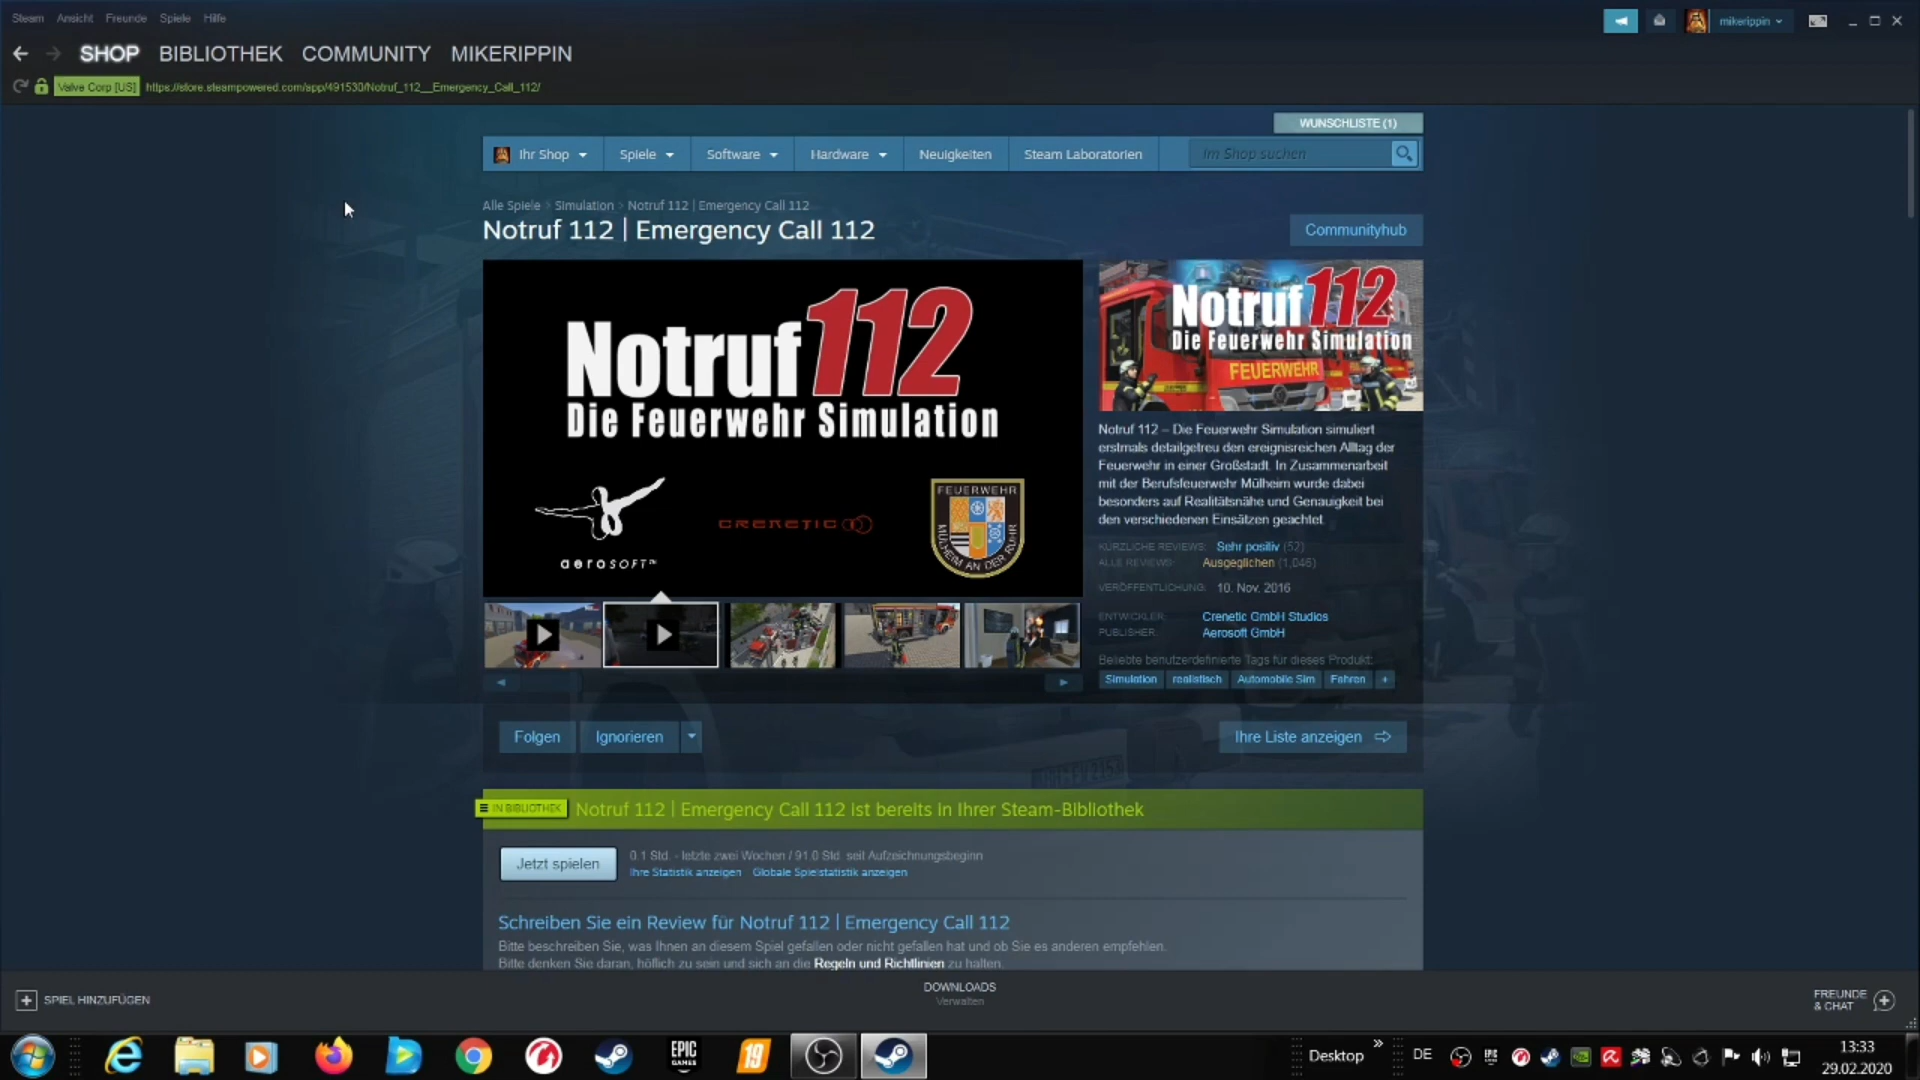 Steam Ansicht Freunde Spiele Hilfe
mikerippin
SHOP BIBLIOTHEK COMMUNITY MIKERIPPIN
Valve Corp [US] https://store.steampowered.com/app/491530/Notruf_112__Emergency_Call_112/
WUNSCHLISTE (1)
Ihr Shop Spiele Software Hardware Neuigkeiten Steam Laboratorien Im Shop suchen
Alle Spiele > Simulation > Notruf 112 | Emergency Call 112
Notruf 112 | Emergency Call 112
Communityhub
Notruf 112
Die Feuerwehr Simulation
aerosoft™
CRENETIC
FEUERWEHR
MÜLHEIM AN DER RUHR
Notruf 112
Die Feuerwehr Simulation
FEUERWEHR
Notruf 112 – Die Feuerwehr Simulation simuliert
erstmals detailgetreu den ereignisreichen Alltag der
Feuerwehr in einer Großstadt. In Zusammenarbeit
mit der Berufsfeuerwehr Mülheim wurde dabei
besonders auf Realitätsnähe und Genauigkeit bei
den verschiedenen Einsätzen geachtet.
KÜRZLICHE REVIEWS: Sehr positiv (52)
ALLE REVIEWS: Ausgeglichen (1,046)
VERÖFFENTLICHUNG: 10. Nov. 2016
ENTWICKLER: Crenetic GmbH Studios
PUBLISHER: Aerosoft GmbH
Beliebte benutzerdefinierte Tags für dieses Produkt:
Simulation realistisch Automobile Sim Fahren +
Folgen Ignorieren
Ihre Liste anzeigen
IN BIBLIOTHEK Notruf 112 | Emergency Call 112 ist bereits in Ihrer Steam-Bibliothek
Jetzt spielen
0.1 Std. - letzte zwei Wochen / 91.0 Std. seit Aufzeichnungsbeginn
Ihre Statistik anzeigen Globale Spielstatistik anzeigen
Schreiben Sie ein Review für Notruf 112 | Emergency Call 112
Bitte beschreiben Sie, was Ihnen an diesem Spiel gefallen oder nicht gefallen hat und ob Sie es anderen empfehlen.
Bitte denken Sie daran, höflich zu sein und sich an die Regeln und Richtlinien zu halten.
SPIEL HINZUFÜGEN
DOWNLOADS
Verwalten
FREUNDE
& CHAT
EPIC
GAMES
19
Desktop
DE
13:33
29.02.2020